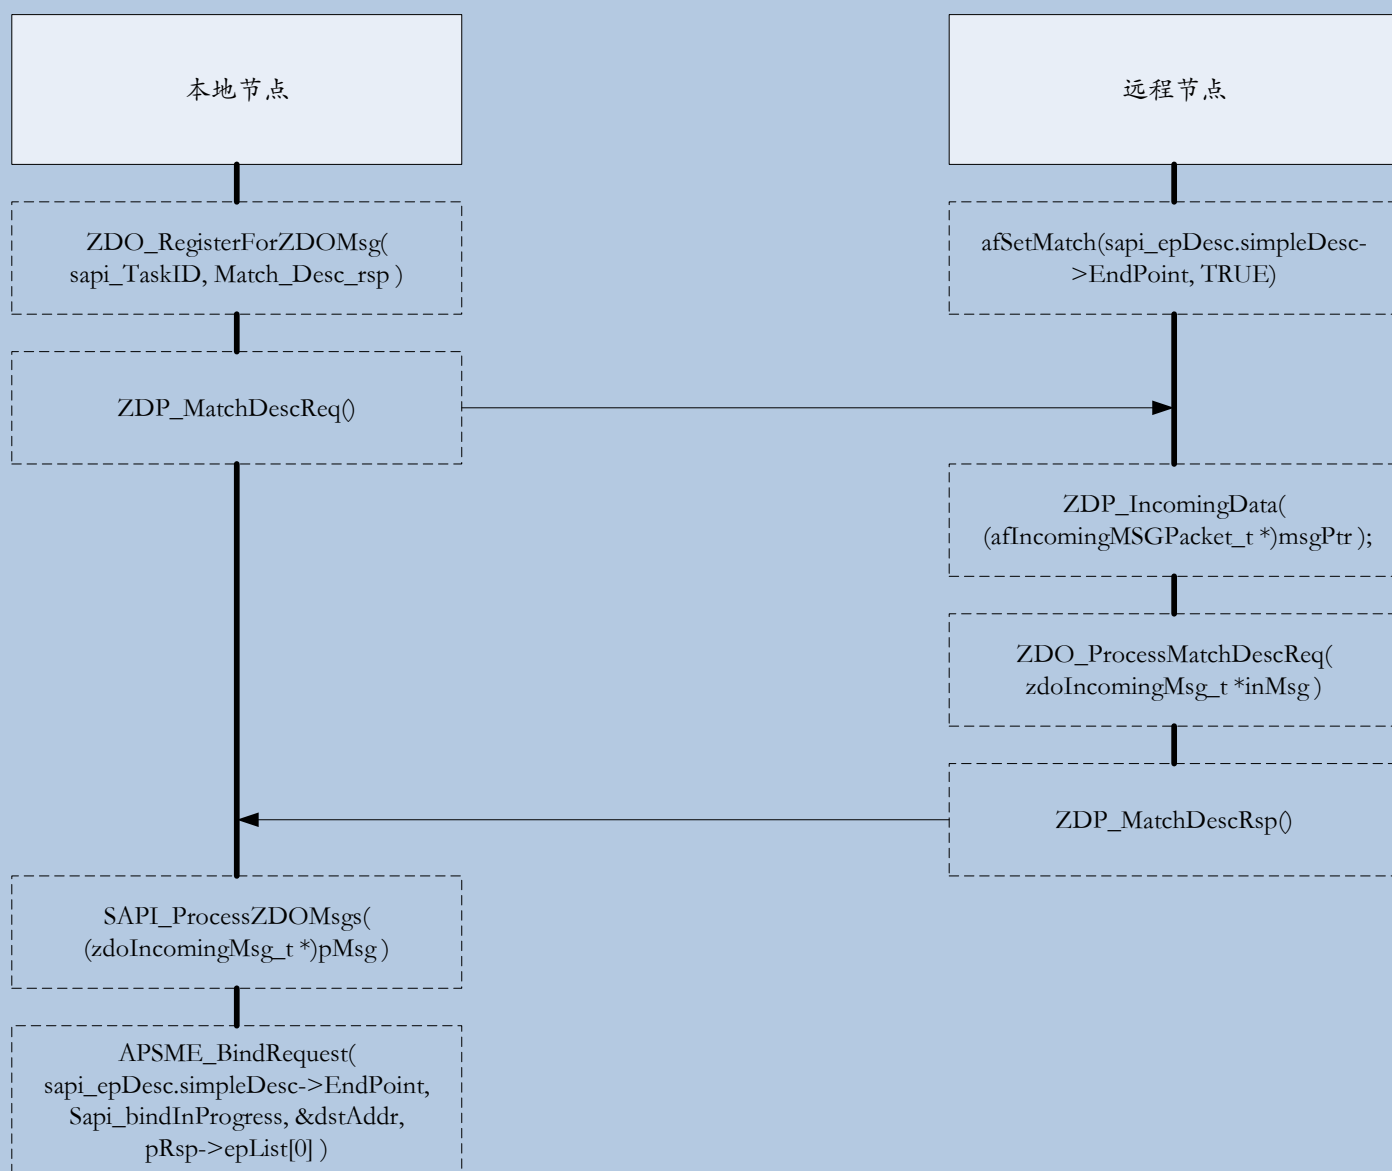 本地节点
远程节点
ZDO_RegisterForZDOMsg(
sapi_TaskID, Match_Desc_rsp )
afSetMatch(sapi_epDesc.simpleDesc-
>EndPoint, TRUE)
ZDP_MatchDescReq()
ZDP_IncomingData(
(afIncomingMSGPacket_t *)msgPtr );
ZDO_ProcessMatchDescReq(
zdoIncomingMsg_t *inMsg )
ZDP_MatchDescRsp()
SAPI_ProcessZDOMsgs(
(zdoIncomingMsg_t *)pMsg )
APSME_BindRequest(
sapi_epDesc.simpleDesc->EndPoint,
Sapi_bindInProgress, &dstAddr,
pRsp->epList[0] )